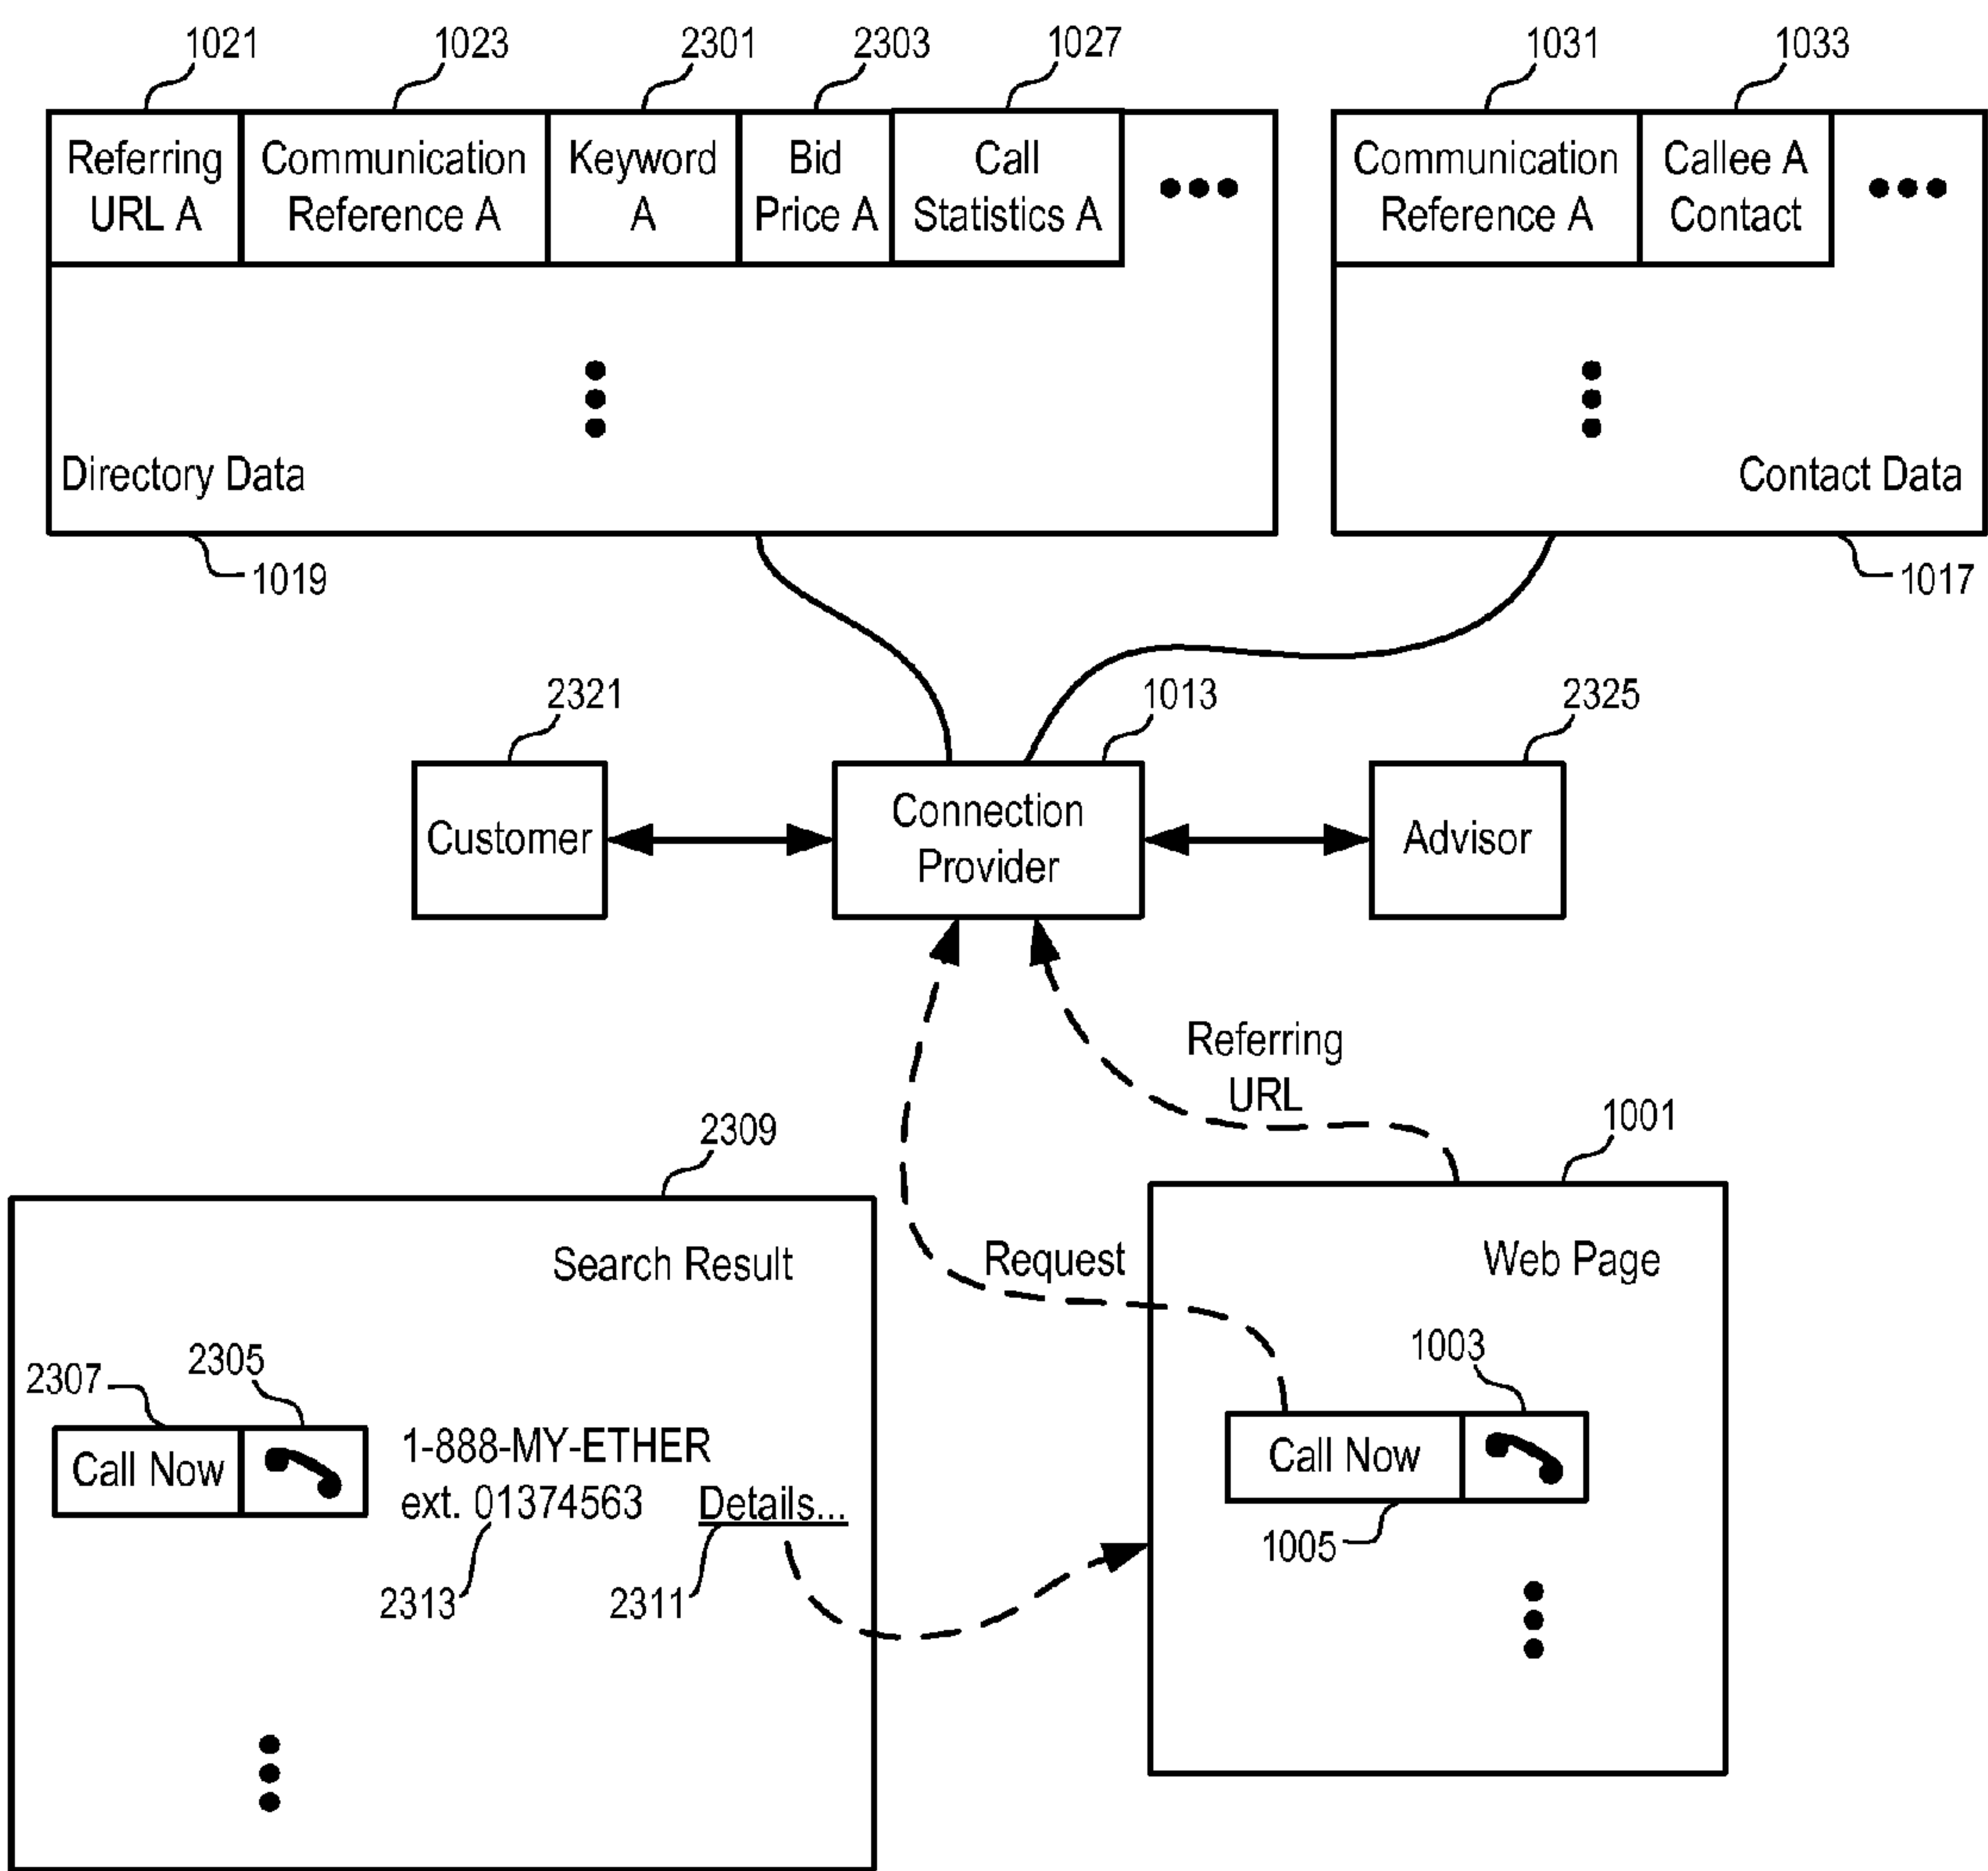 1021
1023
2301
2303
1027
1031
1033
Referring
URL A
Communication
Reference A
Keyword
A
Bid
Price A
Call
Statistics A
Communication
Reference A
Callee A
Contact
Directory Data
Contact Data
1019
1017
2321
1013
2325
Customer
Connection
Provider
Advisor
Referring
URL
2309
1001
Search Result
Request
Web Page
2307
2305
1003
Call Now
1-888-MY-ETHER
ext. 01374563
Details...
Call Now
1005
2313
2311